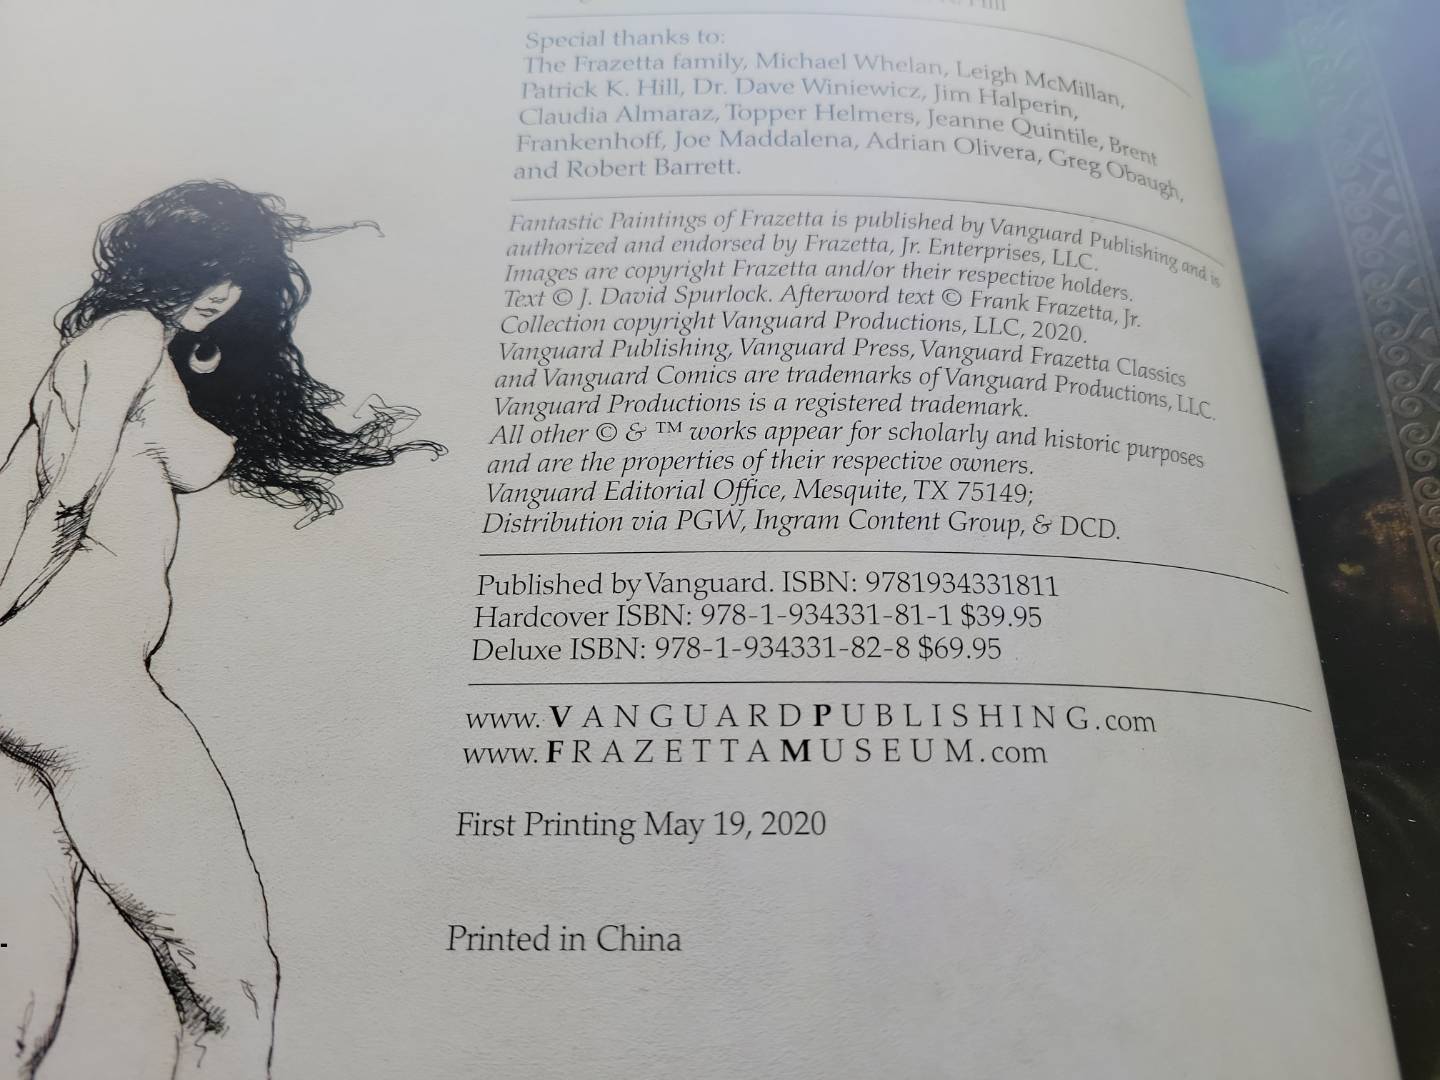 Hill
Special thanks to:
The Frazetta family, Michael Whelan, Leigh McMillan,
Patrick K. Hill, Dr. Dave Winiewicz, Jim Halperin,
Claudia Almaraz, Topper Helmers, Jeanne Quintile, Brent
Frankenhoff, Joe Maddalena, Adrian Olivera, Greg Obaugh,
and Robert Barrett.
Fantastic Paintings of Frazetta is published by Vanguard Publishing and is
authorized and endorsed by Frazetta, Jr. Enterprises, LLC.
Images are copyright Frazetta and/or their respective holders.
Text © J. David Spurlock. Afterword text © Frank Frazetta, Jr.
Collection copyright Vanguard Productions, LLC, 2020.
Vanguard Publishing, Vanguard Press, Vanguard Frazetta Classics
and Vanguard Comics are trademarks of Vanguard Productions, LLC.
Vanguard Productions is a registered trademark.
All other © & ™ works appear for scholarly and historic purposes
and are the properties of their respective owners.
Vanguard Editorial Office, Mesquite, TX 75149;
Distribution via PGW, Ingram Content Group, & DCD.
Published by Vanguard. ISBN: 9781934331811
Hardcover ISBN: 978-1-934331-81-1 $39.95
Deluxe ISBN: 978-1-934331-82-8 $69.95
www.VANGUARDPUBLISHING.com
www.FRAZETTAMUSEUM.com
First Printing May 19, 2020
Printed in China